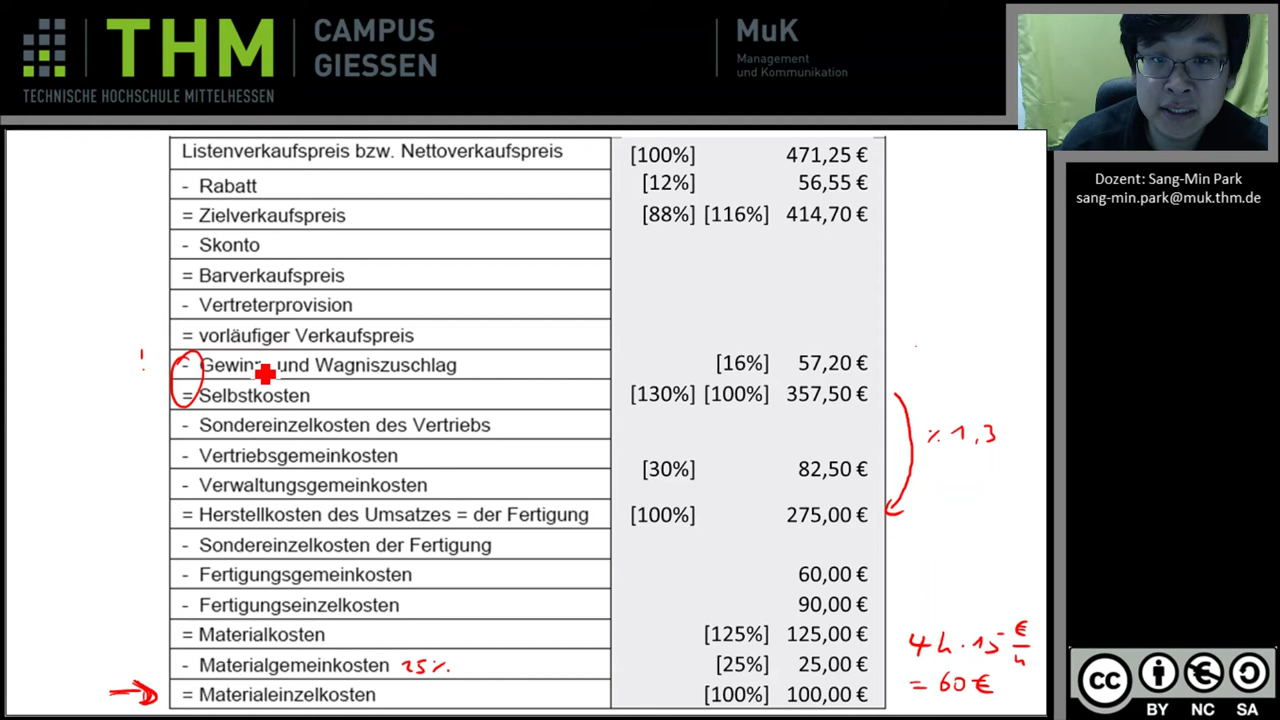 THM
TECHNISCHE HOCHSCHULE MITTELHESSEN
CAMPUS
GIESSEN
MuK
Management
und Kommunikation
Dozent: Sang-Min Park
sang-min.park@muk.thm.de
Listenverkaufspreis bzw. Nettoverkaufspreis [100%] 471,25 €
- Rabatt [12%] 56,55 €
= Zielverkaufspreis [88%] [116%] 414,70 €
- Skonto
= Barverkaufspreis
- Vertreterprovision
= vorläufiger Verkaufspreis
! - Gewinn- und Wagniszuschlag [16%] 57,20 €
= Selbstkosten [130%] [100%] 357,50 €
- Sondereinzelkosten des Vertriebs
٪ 1,3
- Vertriebsgemeinkosten
[30%] 82,50 €
- Verwaltungsgemeinkosten
= Herstellkosten des Umsatzes = der Fertigung [100%] 275,00 €
- Sondereinzelkosten der Fertigung
- Fertigungsgemeinkosten 60,00 €
- Fertigungseinzelkosten 90,00 €
= Materialkosten [125%] 125,00 €
4 h · 15 €/h
- Materialgemeinkosten 25 % [25%] 25,00 €
= 60 €
= Materialeinzelkosten [100%] 100,00 €
cc
BY NC SA